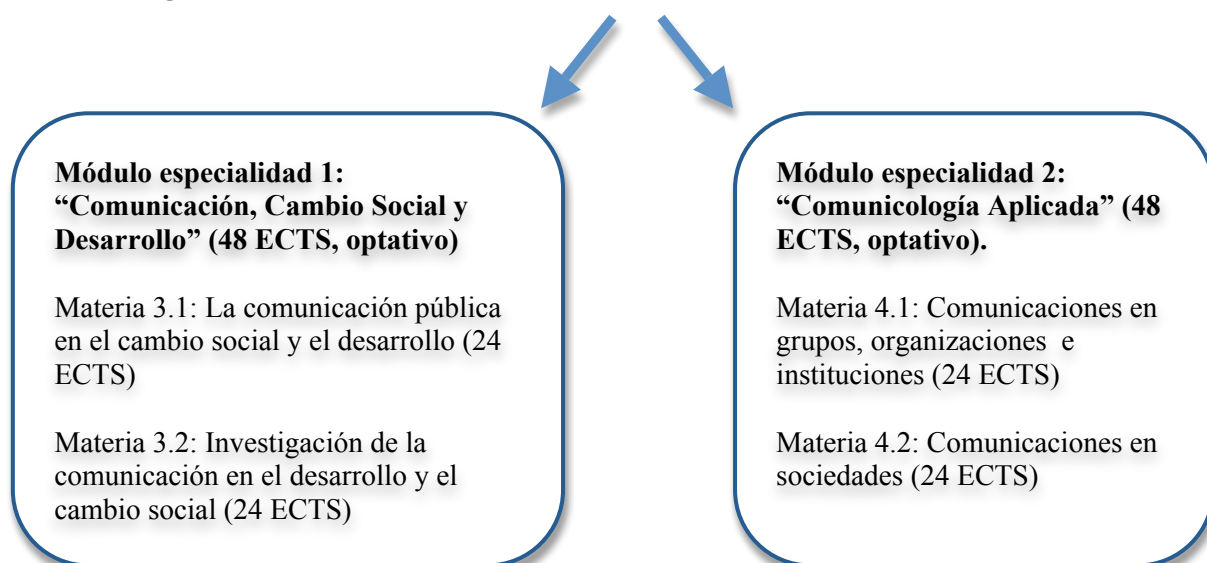 Módulo especialidad 1:
“Comunicación, Cambio Social y
Desarrollo” (48 ECTS, optativo)
Materia 3.1: La comunicación pública
en el cambio social y el desarrollo (24
ECTS)
Materia 3.2: Investigación de la
comunicación en el desarrollo y el
cambio social (24 ECTS)
Módulo especialidad 2:
“Comunicología Aplicada” (48
ECTS, optativo).
Materia 4.1: Comunicaciones en
grupos, organizaciones  e
instituciones (24 ECTS)
Materia 4.2: Comunicaciones en
sociedades (24 ECTS)